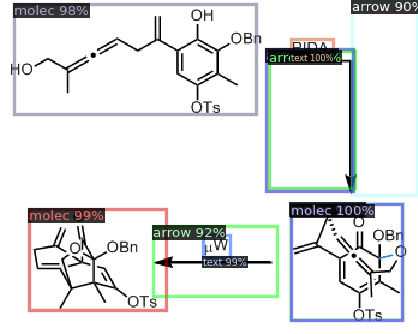 molec 98%
arrow 90%
OH
OBn
HO
OTs
PIDA
text 100%
molec 99%
arrow 92%
molec 100%
O
OBn
O
O
OBn
μW
text 99%
OTs
OTs